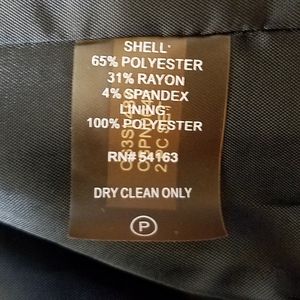 SHELL:
65% POLYESTER
31% RAYON
4% SPANDEX
LINING:
100% POLYESTER
RN# 54163
DRY CLEAN ONLY
P